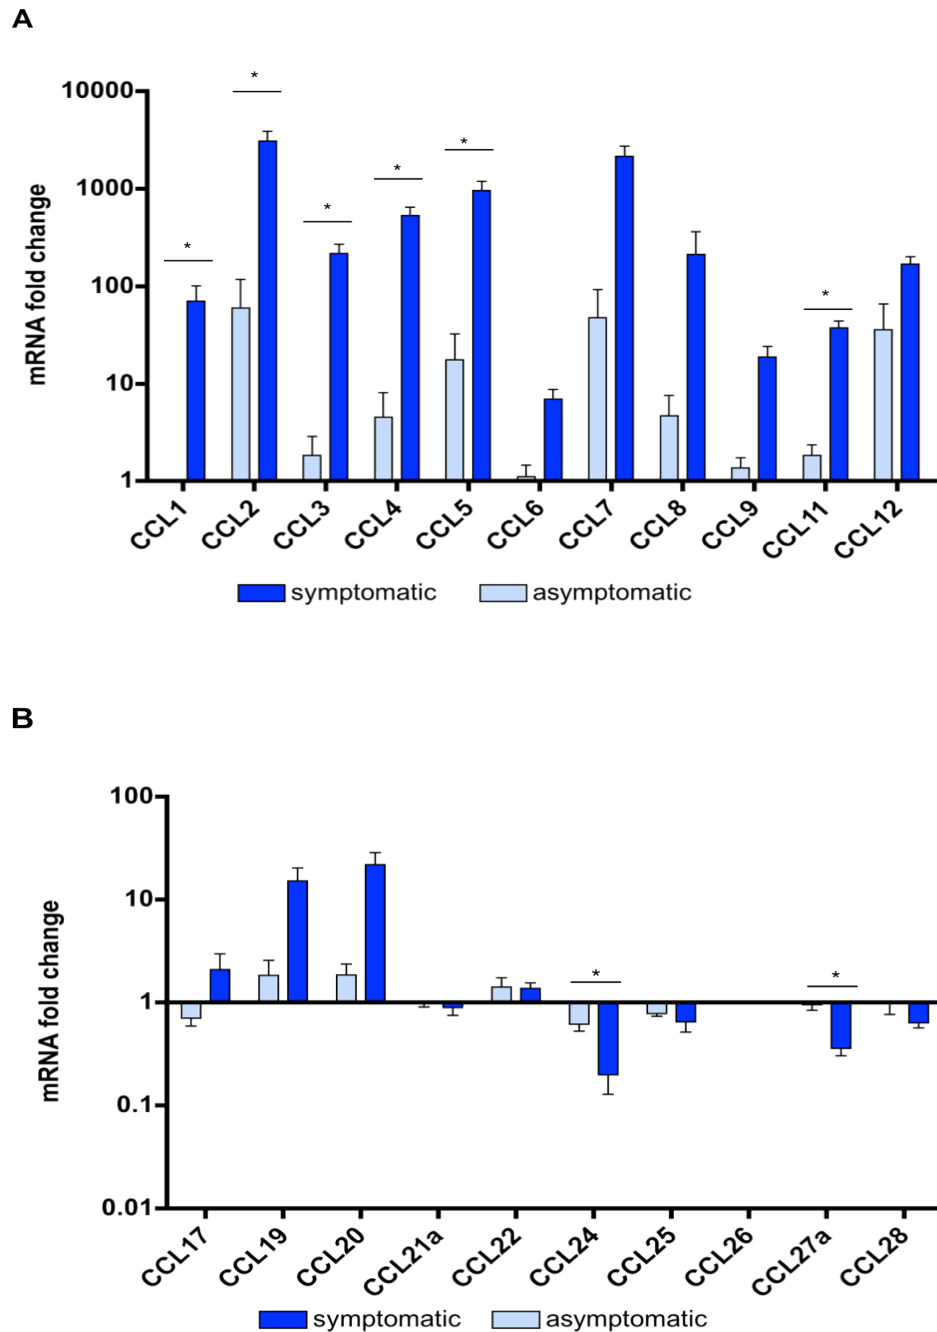 A
*
*
*
*
*
*
10000
1000
100
10
1
mRNA fold change
CCL1 CCL2 CCL3 CCL4 CCL5 CCL6 CCL7 CCL8 CCL9 CCL11 CCL12
symptomatic asymptomatic
B
100
10
1
0.1
0.01
mRNA fold change
*
*
CCL17 CCL19 CCL20 CCL21a CCL22 CCL24 CCL25 CCL26 CCL27a CCL28
symptomatic asymptomatic